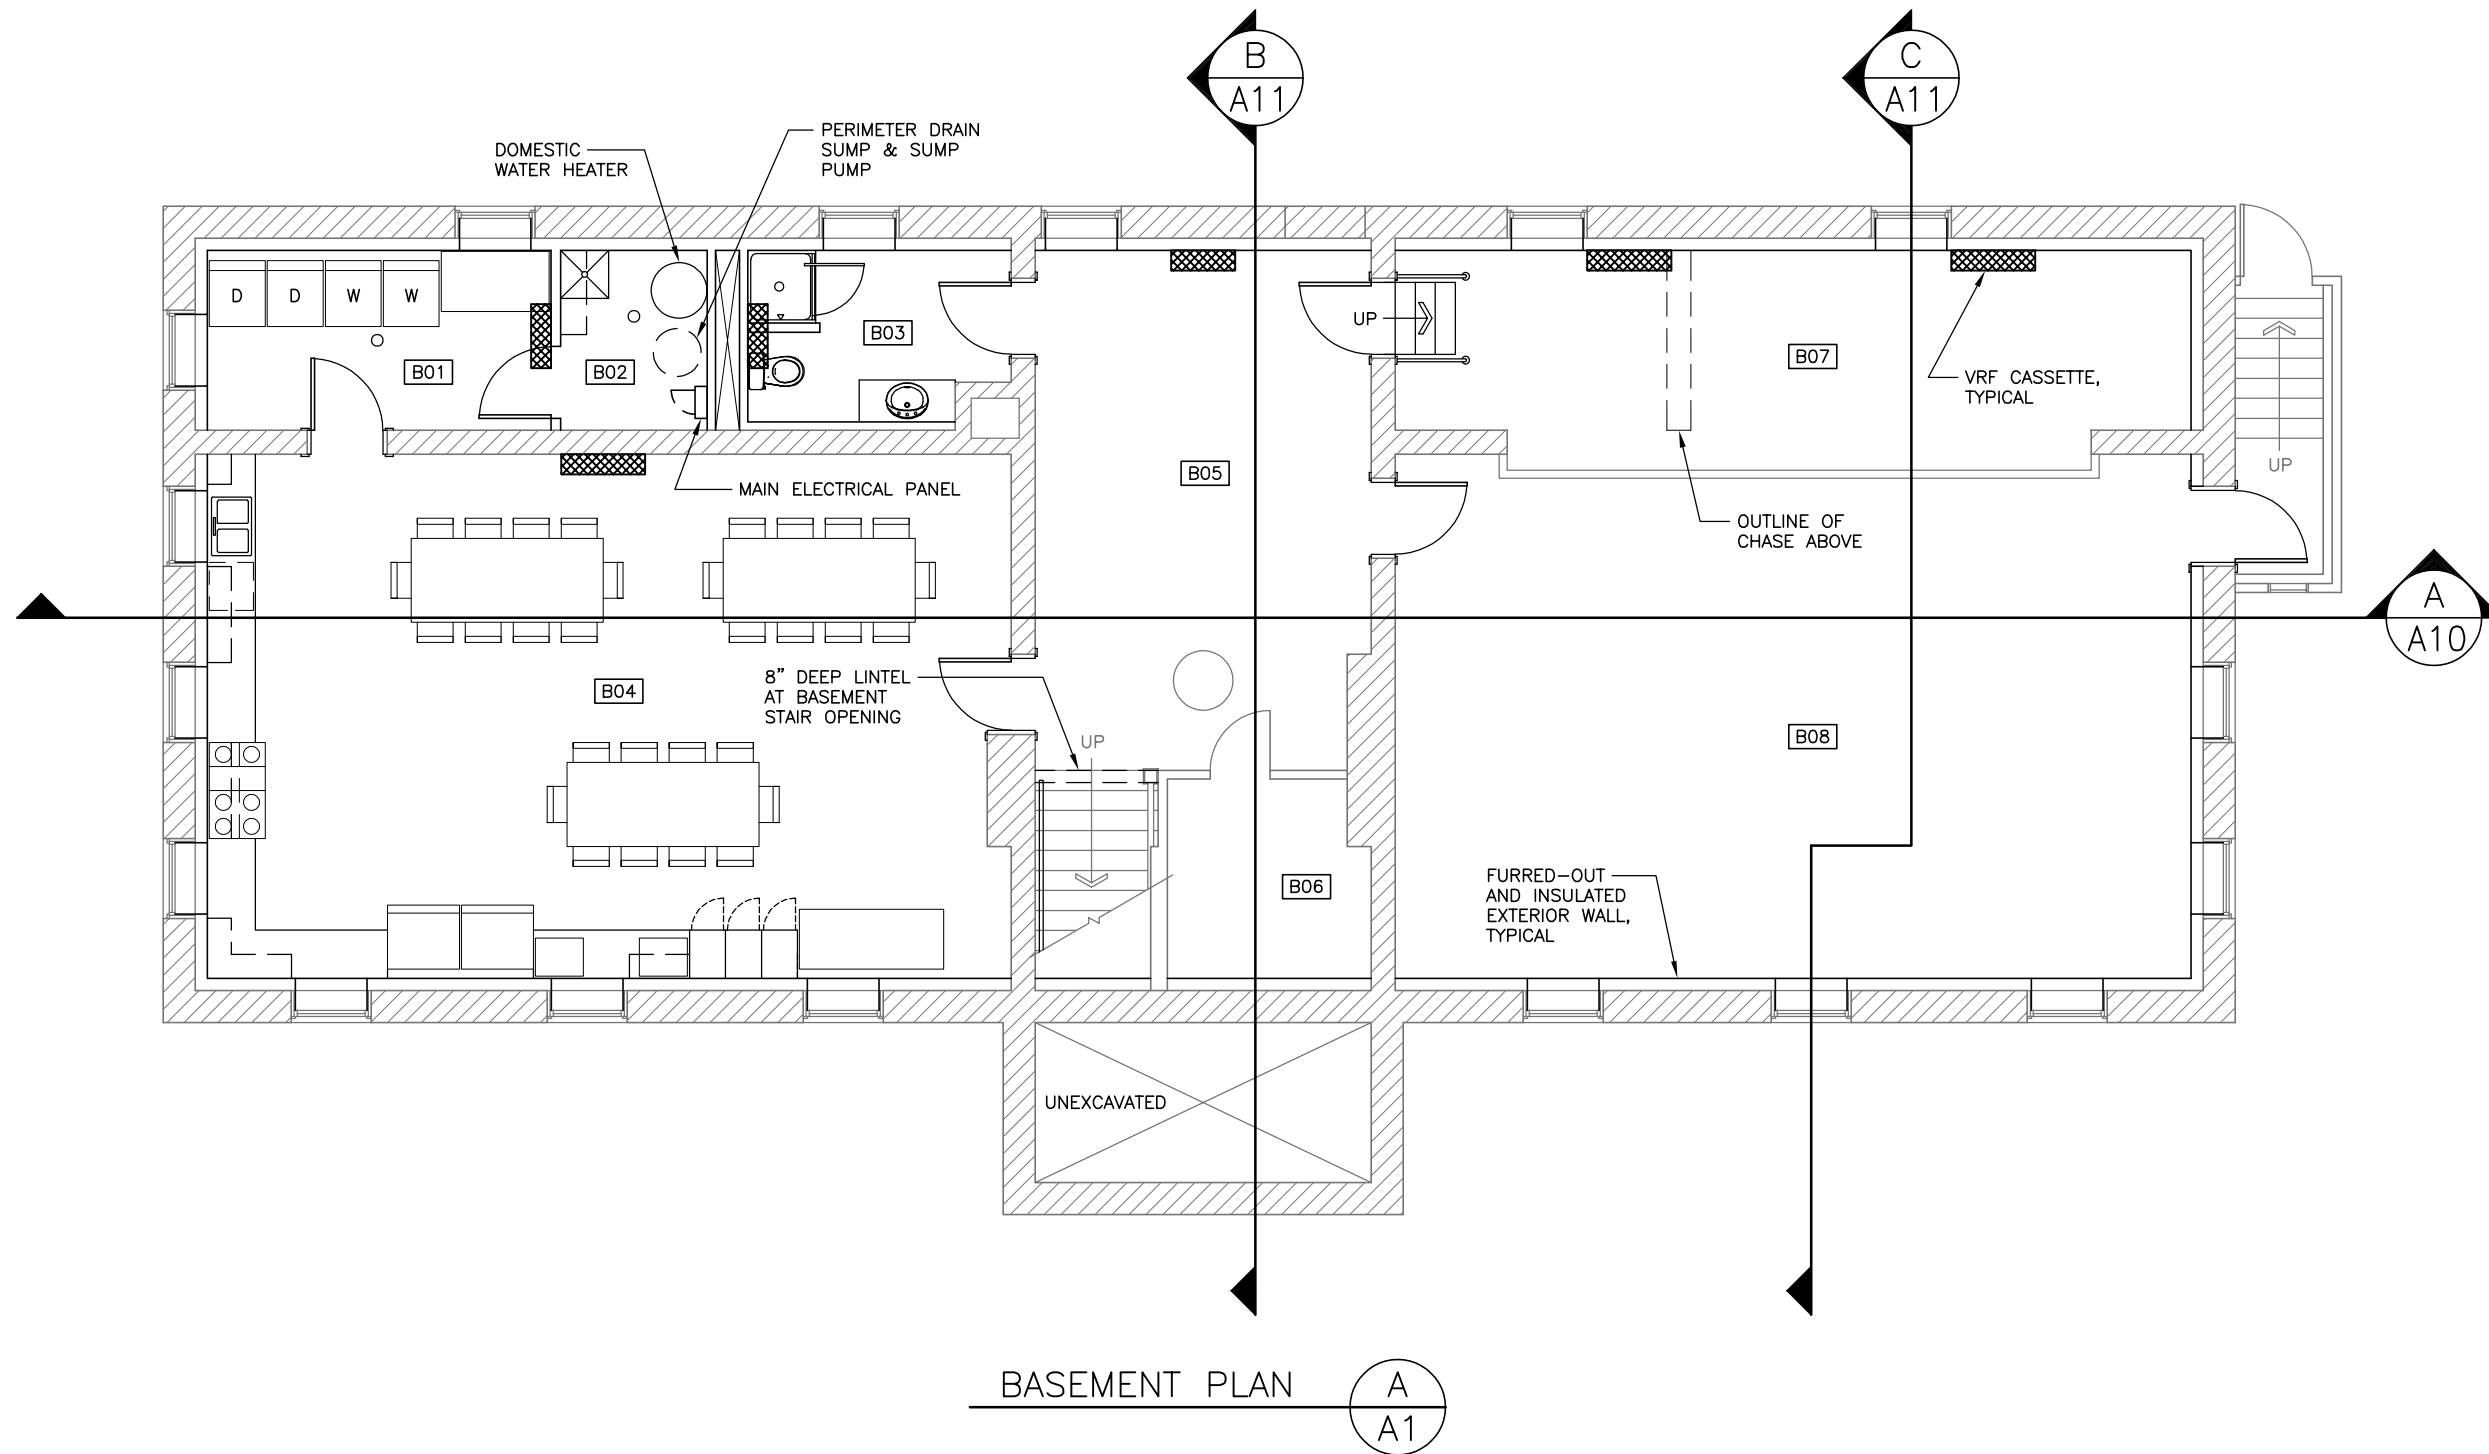 B
A11
C
A11
PERIMETER DRAIN
SUMP & SUMP
PUMP
DOMESTIC
WATER HEATER
D D W W
B01
B02
B03
UP
B07
VRF CASSETTE,
TYPICAL
UP
MAIN ELECTRICAL PANEL
B05
OUTLINE OF
CHASE ABOVE
A
A10
8" DEEP LINTEL
AT BASEMENT
STAIR OPENING
B04
UP
B08
B06
FURRED-OUT
AND INSULATED
EXTERIOR WALL,
TYPICAL
UNEXCAVATED
BASEMENT PLAN
A
A1